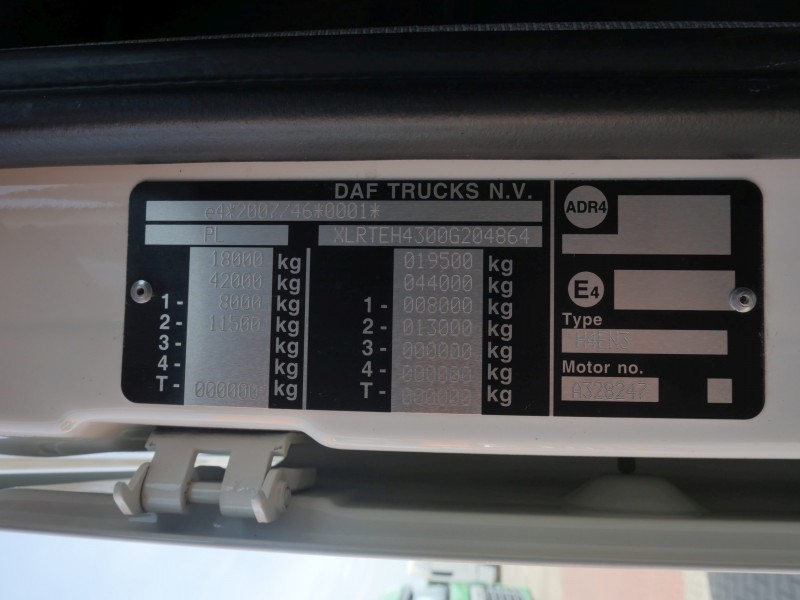 DAF TRUCKS N.V.
e4*2007/46*0001*
PL XLRTEH4300G204864
18000 kg 019500 kg
42000 kg 044000 kg
1- 8000 kg 1- 008000 kg
2- 11500 kg 2- 013000 kg
3- kg 3- 000000 kg
4- kg 4- 000000 kg
T- 000000 kg T- 000000 kg
ADR4
E4
Type
Motor no.
A328247